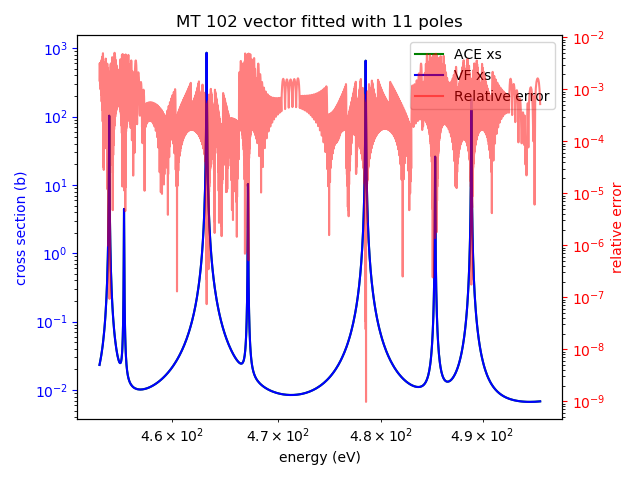 MT 102 vector fitted with 11 poles
ACE xs
VF xs
Relative error
cross section (b)
10³
10²
10¹
10⁰
10⁻¹
10⁻²
relative error
10⁻²
10⁻³
10⁻⁴
10⁻⁵
10⁻⁶
10⁻⁷
10⁻⁸
10⁻⁹
4.6 × 10² 4.7 × 10² 4.8 × 10² 4.9 × 10²
energy (eV)